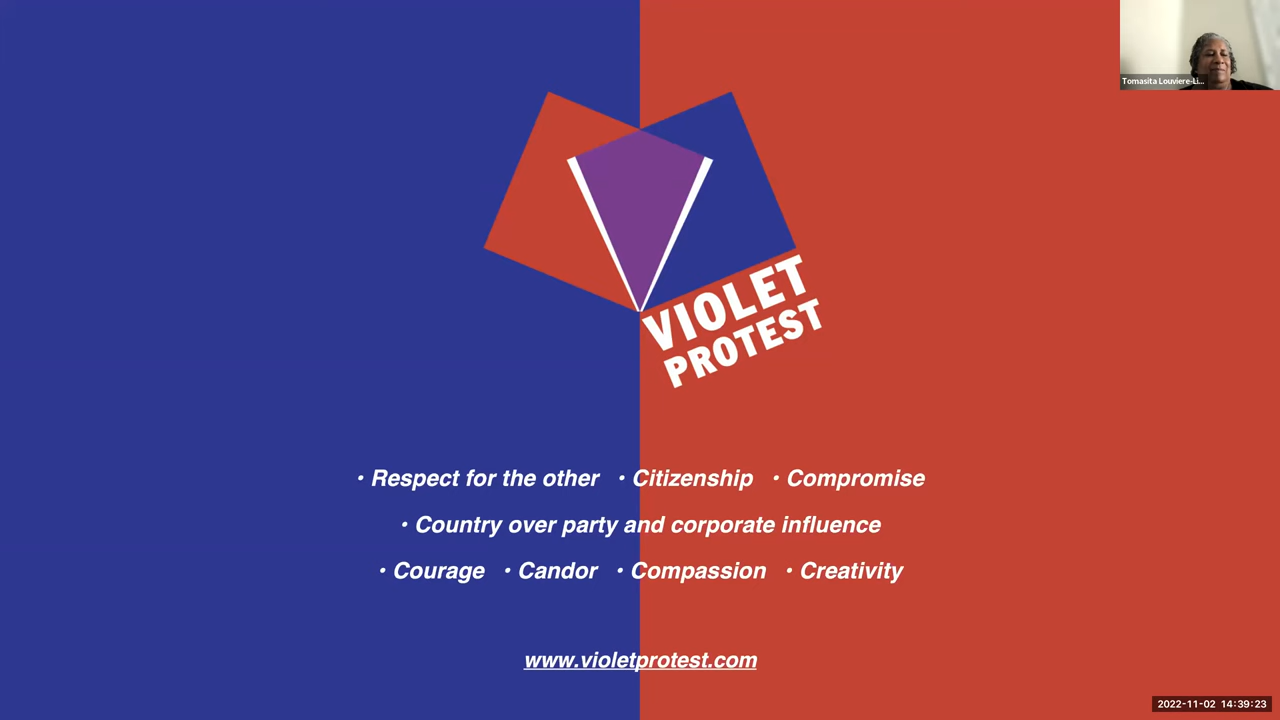 Tomasita Louviere-Li...
VIOLET
PROTEST
• Respect for the other • Citizenship • Compromise
• Country over party and corporate influence
• Courage • Candor • Compassion • Creativity
www.violetprotest.com
2022-11-02 14:39:23